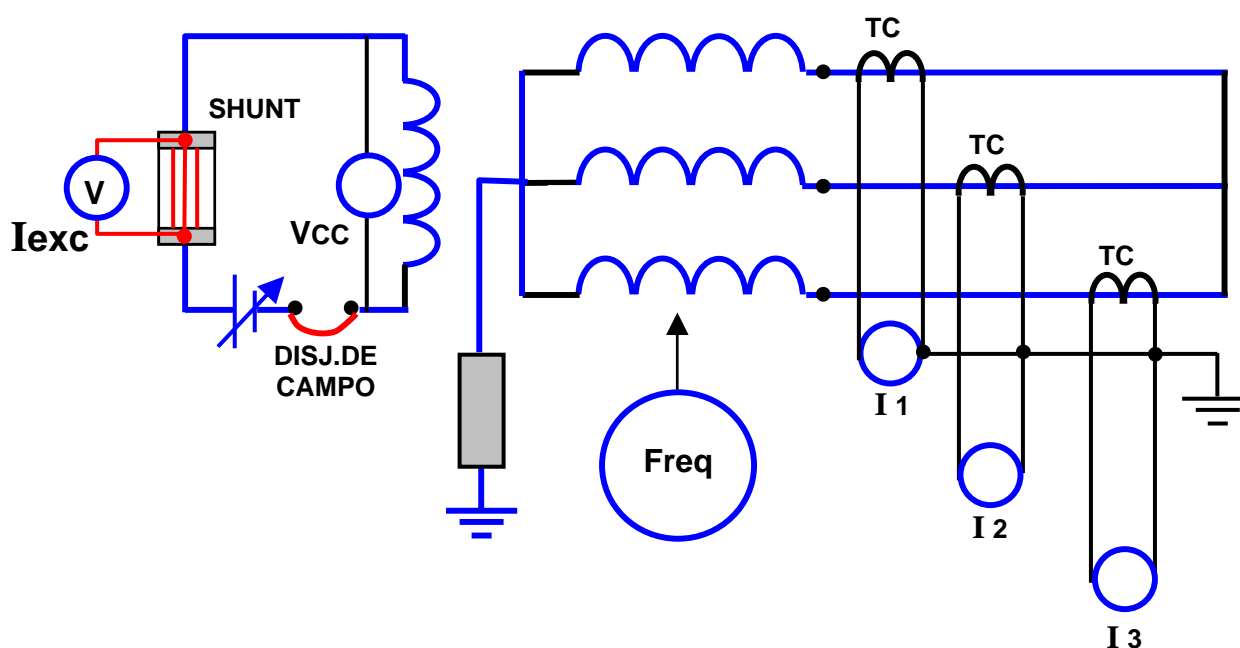 TC
SHUNT
TC
V
Iexc
VCC
TC
DISJ.DE
CAMPO
I 1
Freq
I 2
I 3